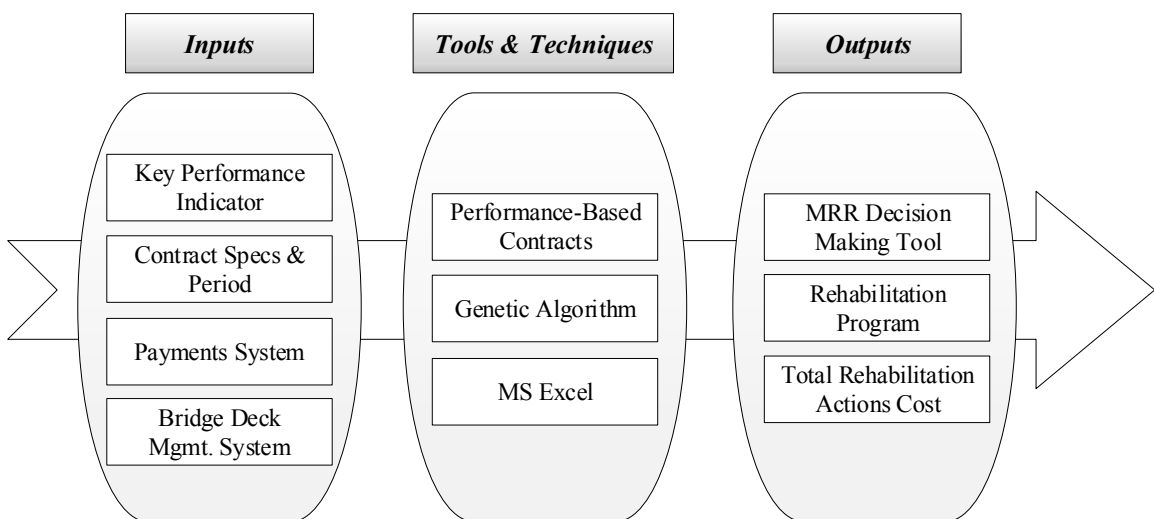 Inputs
Tools & Techniques
Outputs
Key Performance
Indicator
Contract Specs &
Period
Payments System
Bridge Deck
Mgmt. System
Performance-Based
Contracts
Genetic Algorithm
MS Excel
MRR Decision
Making Tool
Rehabilitation
Program
Total Rehabilitation
Actions Cost